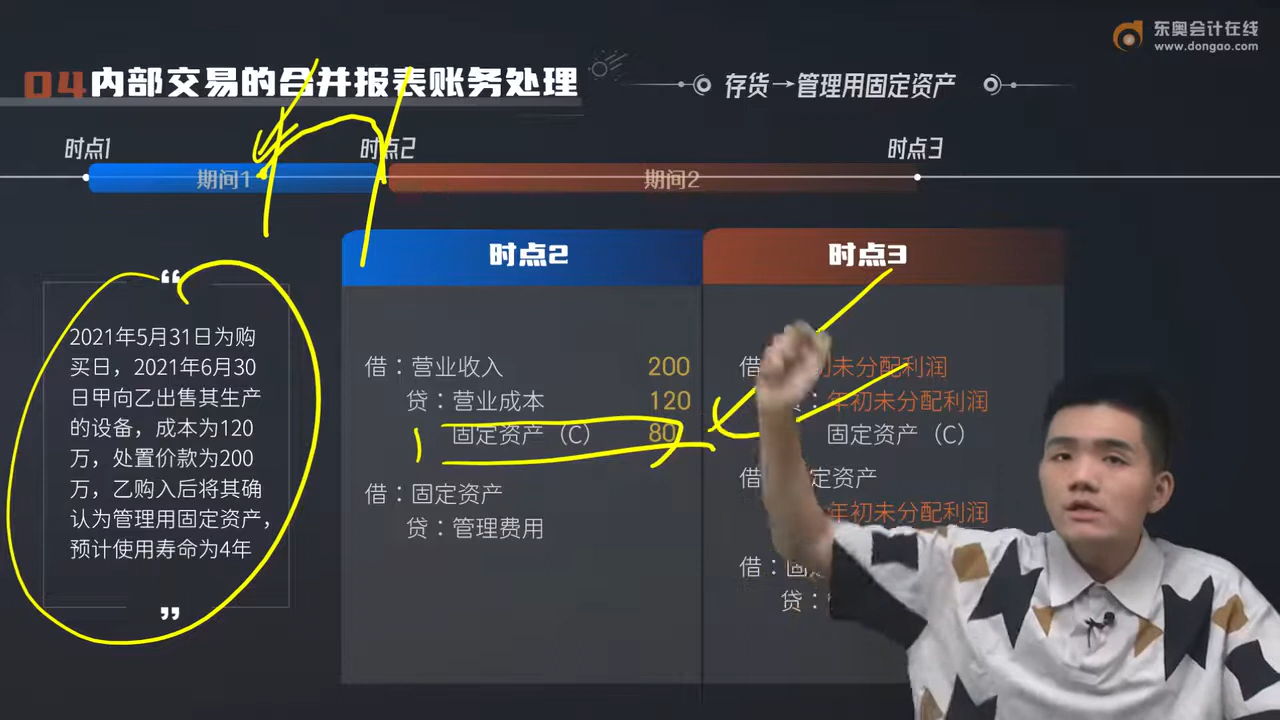 东奥会计在线
www.dongao.com
04 内部交易的合并报表账务处理
存货→管理用固定资产
时点1
时点2
时点3
期间1
期间2
“
2021年5月31日为购
买日，2021年6月30
日甲向乙出售其生产
的设备，成本为120
万，处置价款为200
万，乙购入后将其确
认为管理用固定资产，
预计使用寿命为4年
”
时点2
借：营业收入 200
贷：营业成本 120
固定资产（C） 80
借：固定资产
贷：管理费用
时点3
借 初未分配利润
：年初未分配利润
固定资产（C）
借 定资产
年初未分配利润
借：固
贷：